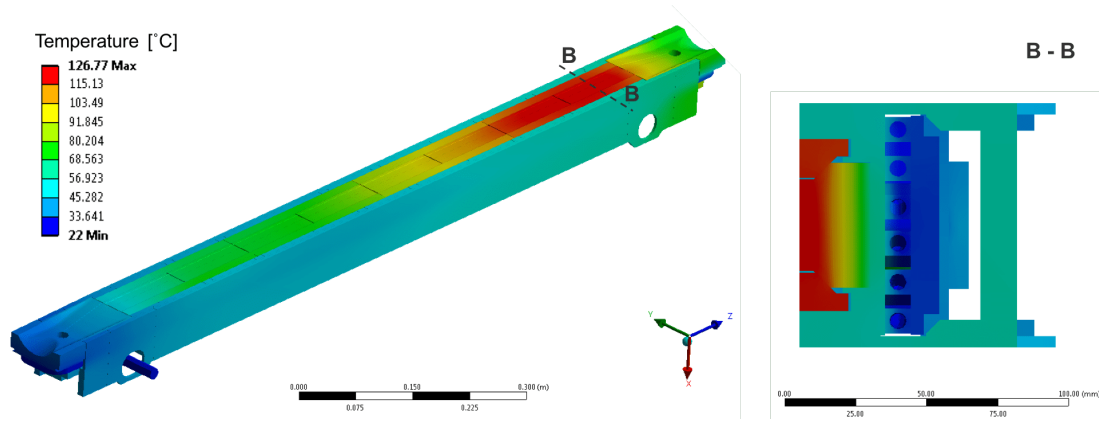 Temperature [˚C]
126.77 Max
115.13
103.49
91.845
80.204
68.563
56.923
45.282
33.641
22 Min
B
B
B - B
Y
Z
X
0.000
0.150
0.300 (m)
0.075
0.225
0.00
50.00
100.00 (mm)
25.00
75.00